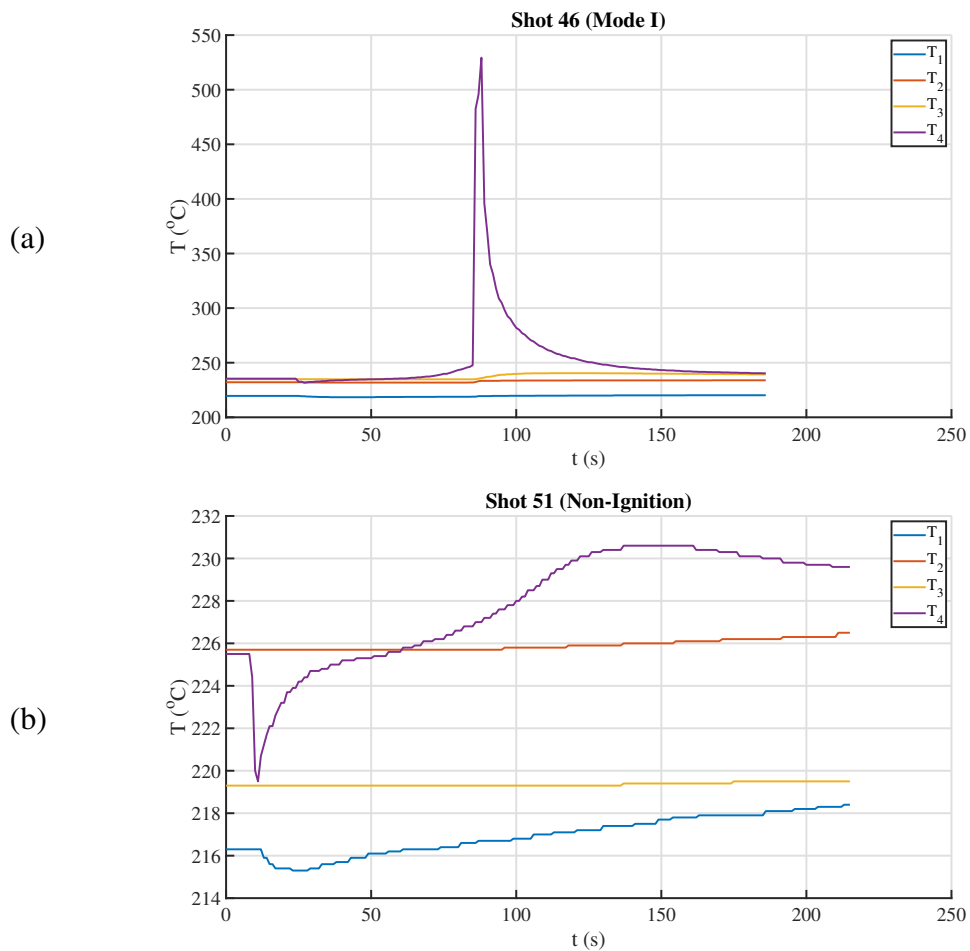 (a)
Shot 46 (Mode I)
T (°C)
550
500
450
400
350
300
250
200
0 50 100 150 200 250
t (s)
T₁
T₂
T₃
T₄
(b)
Shot 51 (Non-Ignition)
T (°C)
232
230
228
226
224
222
220
218
216
214
0 50 100 150 200 250
t (s)
T₁
T₂
T₃
T₄